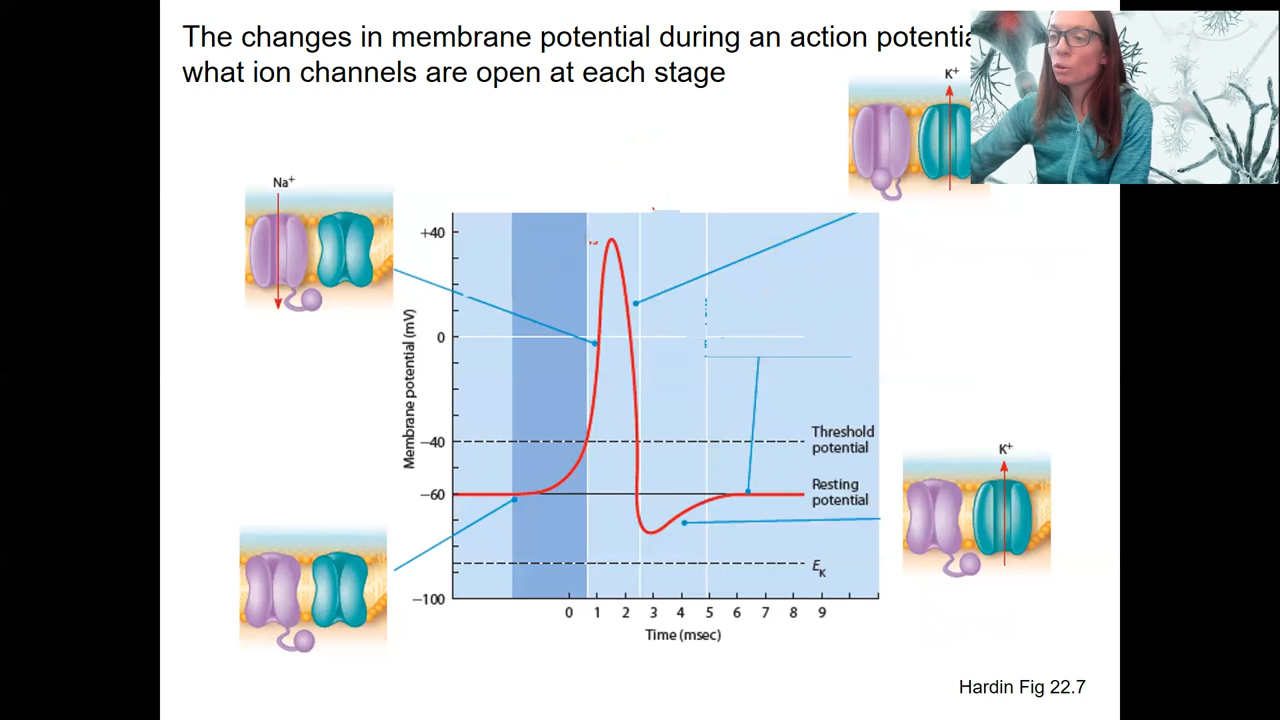 The changes in membrane potential during an action potentia
what ion channels are open at each stage
K⁺
Na⁺
+40
0
−40
−60
−100
Membrane potential (mV)
Threshold
potential
Resting
potential
E_K
K⁺
0 1 2 3 4 5 6 7 8 9
Time (msec)
Hardin Fig 22.7